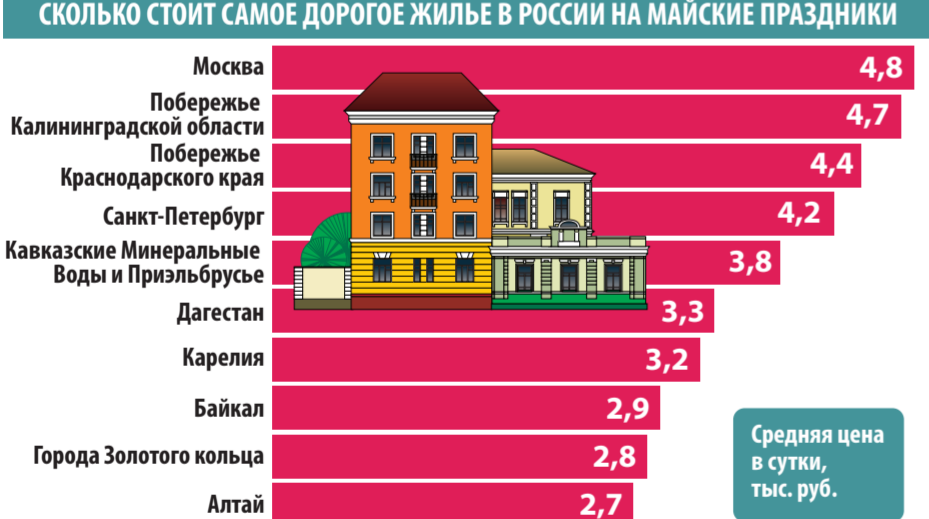 СКОЛЬКО СТОИТ САМОЕ ДОРОГОЕ ЖИЛЬЕ В РОССИИ НА МАЙСКИЕ ПРАЗДНИКИ
Москва 4,8
Побережье
Калининградской области 4,7
Побережье
Краснодарского края 4,4
Санкт-Петербург 4,2
Кавказские Минеральные
Воды и Приэльбрусье 3,8
Дагестан 3,3
Карелия 3,2
Байкал 2,9
Города Золотого кольца 2,8
Алтай 2,7
Средняя цена
в сутки,
тыс. руб.